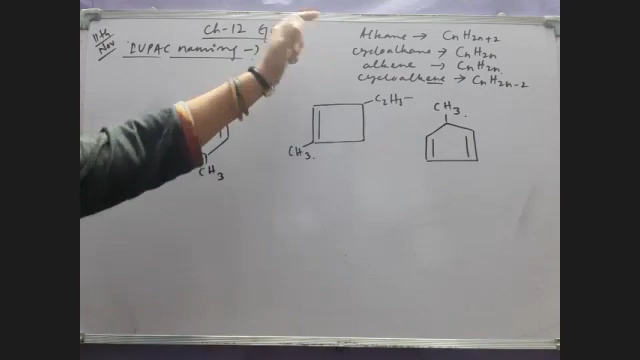 11th
Nov
Ch-12 G
IUPAC naming →
Alkane → CnH2n+2
cycloalkane → CnH2n
alkene → CnH2n
cycloalkene → CnH2n-2
C2H5
CH3.
CH3.
CH3